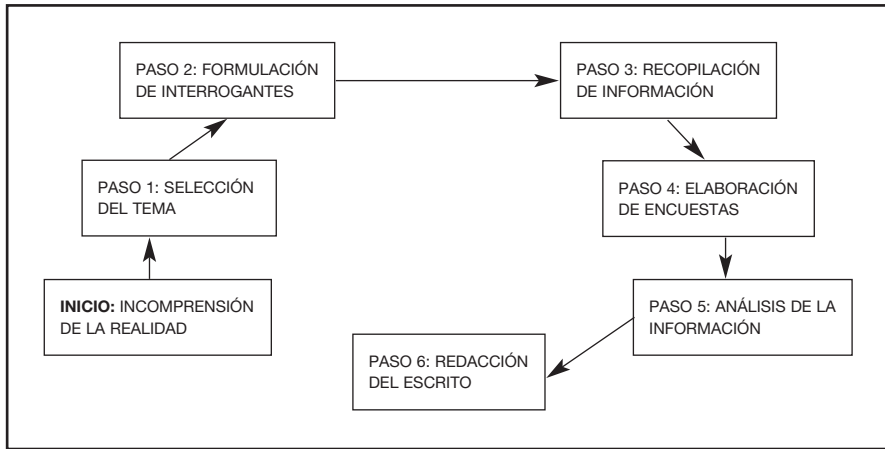 INICIO: INCOMPRENSIÓN
DE LA REALIDAD
PASO 1: SELECCIÓN
DEL TEMA
PASO 2: FORMULACIÓN
DE INTERROGANTES
PASO 3: RECOPILACIÓN
DE INFORMACIÓN
PASO 4: ELABORACIÓN
DE ENCUESTAS
PASO 5: ANÁLISIS DE LA
INFORMACIÓN
PASO 6: REDACCIÓN
DEL ESCRITO